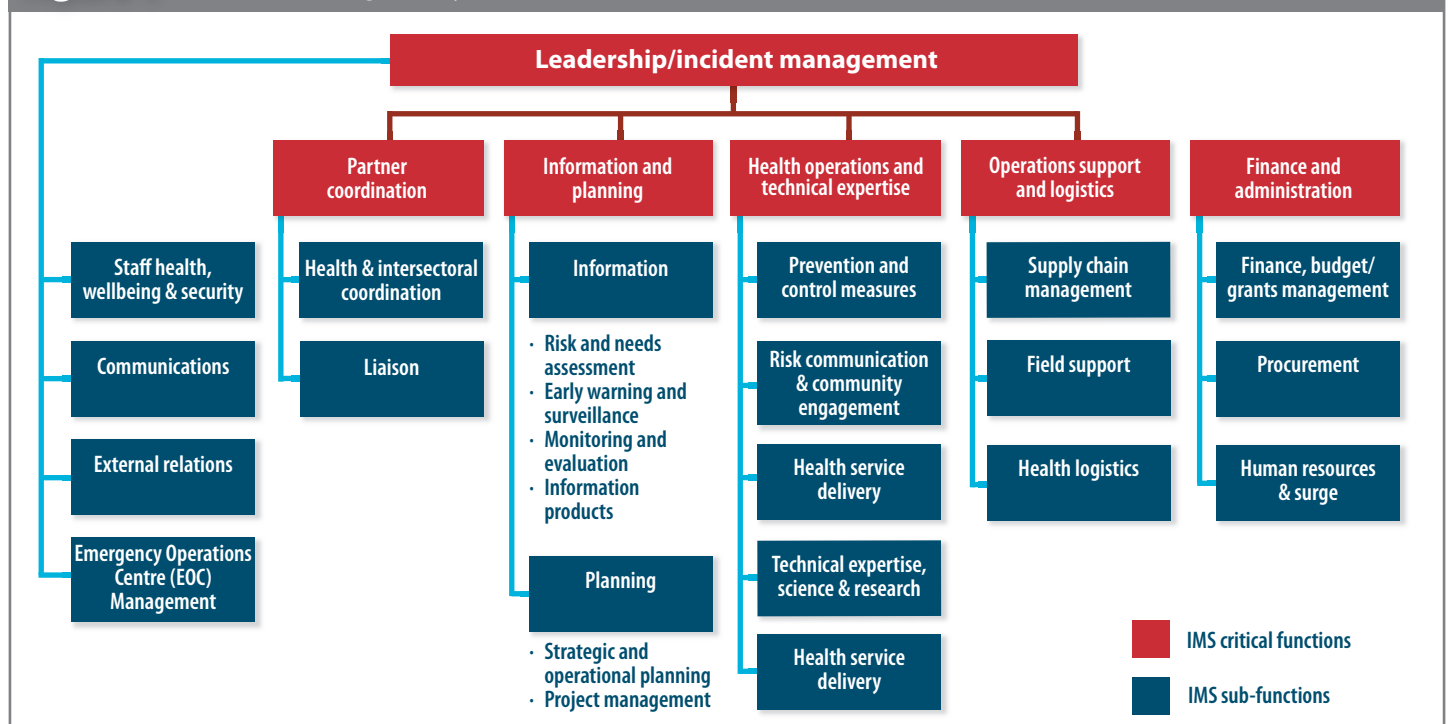 Leadership/incident management
Partner
coordination
Information and
planning
Health operations and
technical expertise
Operations support
and logistics
Finance and
administration
Staff health,
wellbeing & security
Communications
External relations
Emergency Operations
Centre (EOC)
Management
Health & intersectoral
coordination
Liaison
Information
· Risk and needs
assessment
· Early warning and
surveillance
· Monitoring and
evaluation
· Information
products
Planning
· Strategic and
operational planning
· Project management
Prevention and
control measures
Risk communication
& community
engagement
Health service
delivery
Technical expertise,
science & research
Health service
delivery
Supply chain
management
Field support
Health logistics
Finance, budget/
grants management
Procurement
Human resources
& surge
IMS critical functions
IMS sub-functions